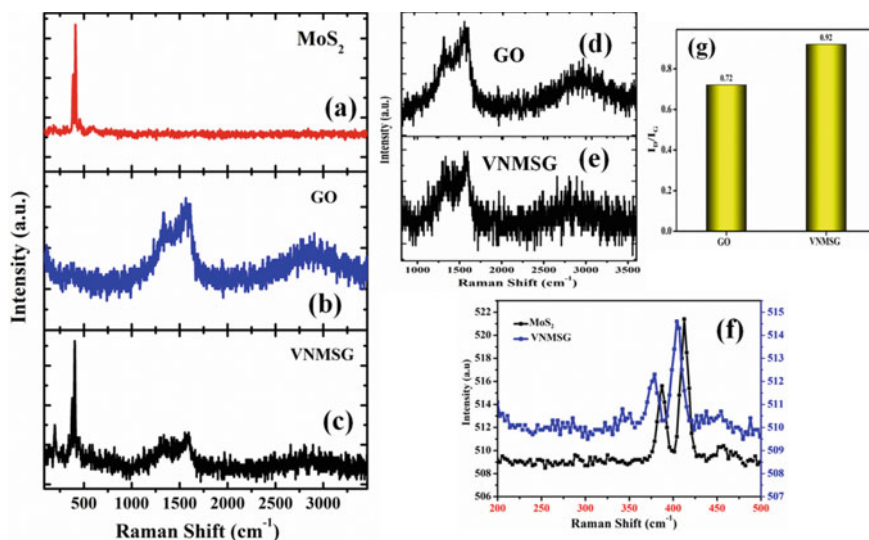 MoS2
(a)
GO
(b)
VNMSG
(c)
Intensity (a.u.)
500 1000 1500 2000 2500 3000
Raman Shift (cm-1)
GO
(d)
VNMSG
(e)
Intensity (a.u.)
1000 1500 2000 2500 3000 3500
Raman Shift (cm-1)
(g)
0.72
0.92
ID/IG
0.8
0.6
0.4
0.2
0.0
GO VNMSG
MoS2
VNMSG
(f)
Intensity (a.u)
522
520
518
516
514
512
510
508
506
515
514
513
512
511
510
509
508
507
200 250 300 350 400 450 500
Raman Shift (cm-1)